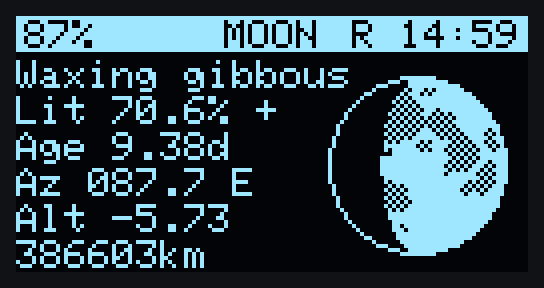 87% MOON R 14:59
Waxing gibbous
Lit 70.6% +
Age 9.38d
Az 087.7 E
Alt -5.73
386603km